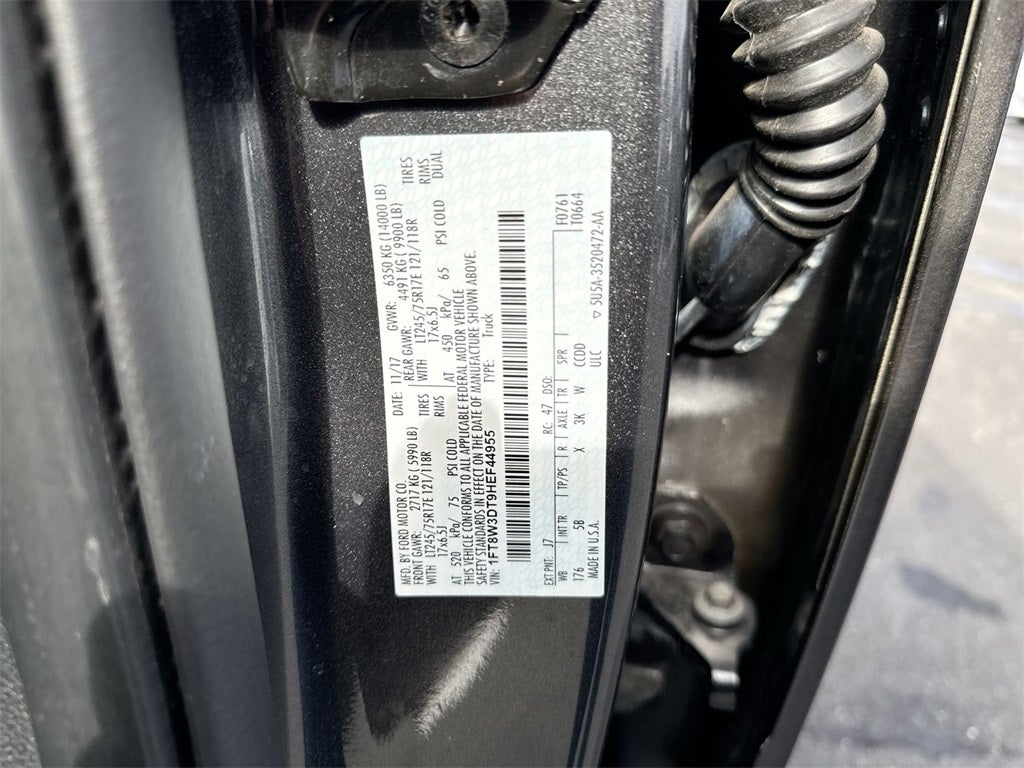 MFD. BY FORD MOTOR CO. DATE: 11/17 GVWR: 6350 KG (14000 LB)
FRONT GAWR: 2717 KG (5990 LB) REAR GAWR: 4491 KG (9900 LB)
WITH LT245/75R17E 121/118R TIRES WITH LT245/75R17E 121/118R TIRES
17x6.5J RIMS 17x6.5J RIMS
AT 520 kPa/ 75 PSI COLD AT 450 kPa/ 65 PSI COLD DUAL
THIS VEHICLE CONFORMS TO ALL APPLICABLE FEDERAL MOTOR VEHICLE
SAFETY STANDARDS IN EFFECT ON THE DATE OF MANUFACTURE SHOWN ABOVE.
VIN: 1FT8W3DT9HEF44955 TYPE: Truck
F0761
EXT PNT: J7 RC: 47 DSO: T0664
WB INT TR TP/PS R AXLE TR SPR
176 5B X 3K W CCDD
MADE IN U.S.A. ULC
▽ 5U5A-3520472-AA